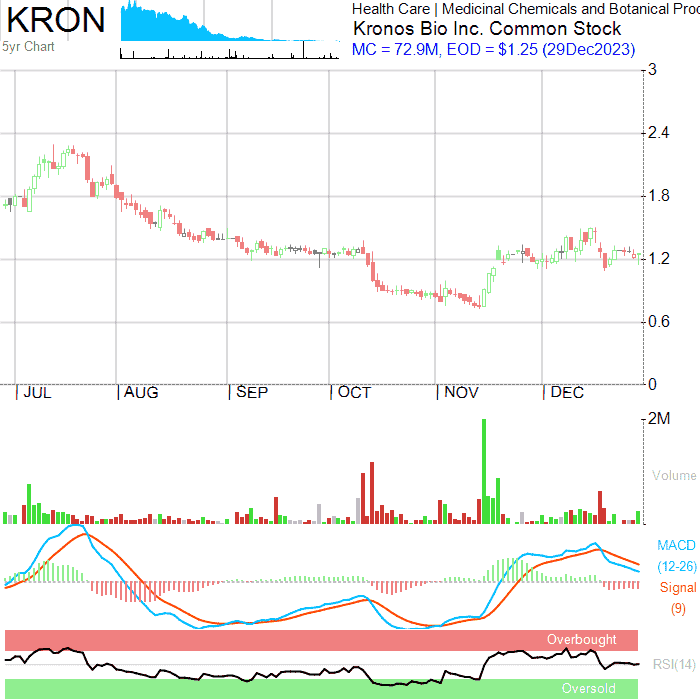 KRON
5yr Chart
Health Care | Medicinal Chemicals and Botanical Proc
Kronos Bio Inc. Common Stock
MC = 72.9M, EOD = $1.25 (29Dec2023)
3
2.4
1.8
1.2
0.6
0
JUL AUG SEP OCT NOV DEC
2M
Volume
MACD
(12-26)
Signal
(9)
Overbought
RSI(14)
Oversold